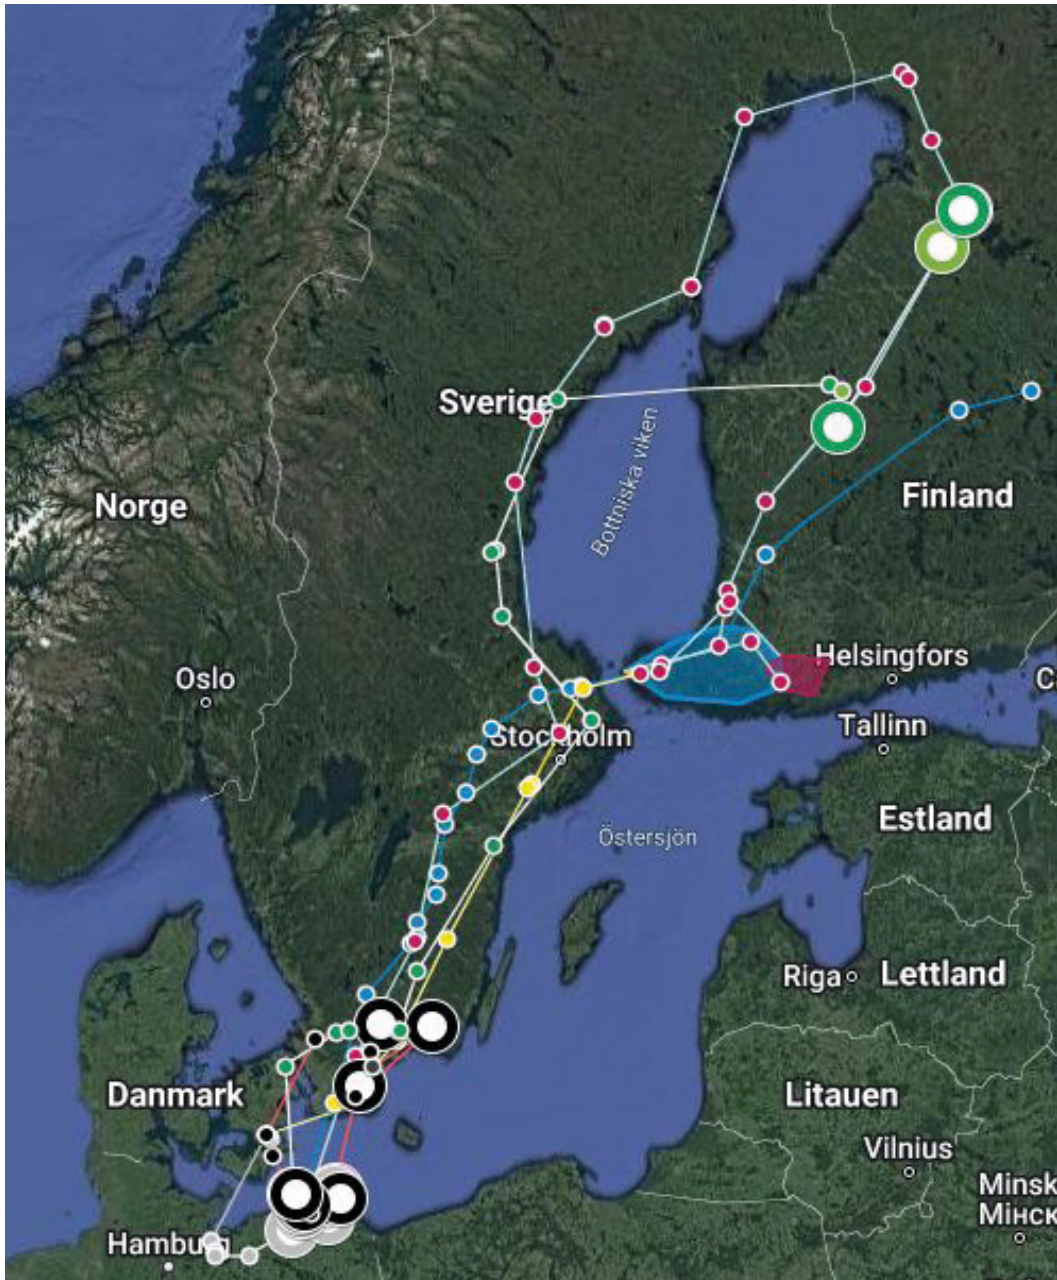 Sverige
Bottniska viken
Norge
Finland
Helsingfors
Oslo
Tallinn
Stockholm
Estland
Östersjön
Riga
Lettland
Danmark
Litauen
Vilnius
Minsk
Мінск
Hamburg